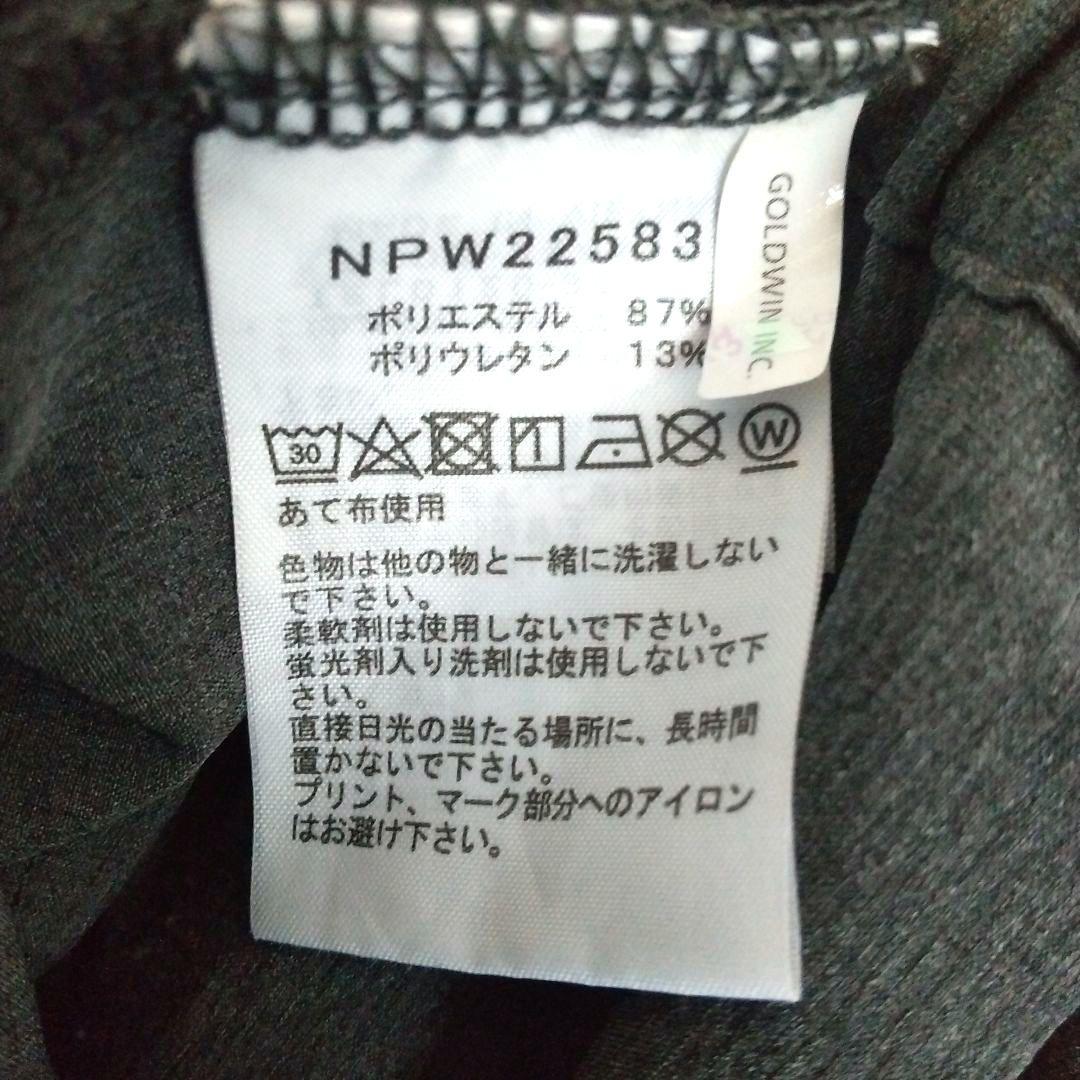 NPW22583
GOLDWIN INC.
ポリエステル 87%
ポリウレタン 13%
30
W
あて布使用
色物は他の物と一緒に洗濯しない
で下さい。
柔軟剤は使用しないで下さい。
蛍光剤入り洗剤は使用しないで下
さい。
直接日光の当たる場所に、長時間
置かないで下さい。
プリント、マーク部分へのアイロン
はお避け下さい。